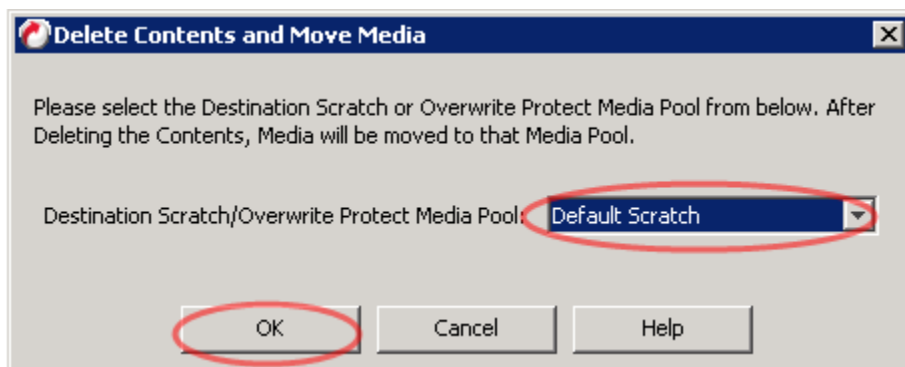 Delete Contents and Move Media
Please select the Destination Scratch or Overwrite Protect Media Pool from below. After
Deleting the Contents, Media will be moved to that Media Pool.
Destination Scratch/Overwrite Protect Media Pool: Default Scratch
OK Cancel Help